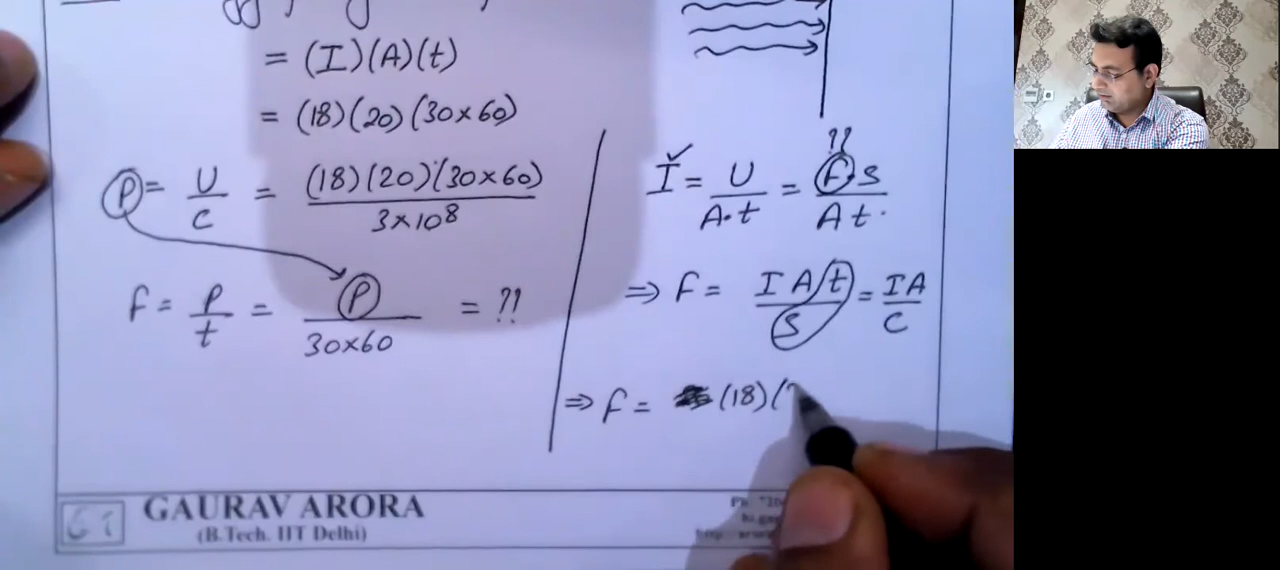 = (I)(A)(t)
= (18)(20)(30×60)
P = U/C = (18)(20)(30×60)/3×10⁸
F = P/t = P/30×60 = ??
??
I = U/A·t = F·S/A t.
⇒ F = I A t/S = IA/C
⇒ F = (18)(
GAURAV ARORA
(B.Tech. IIT Delhi)